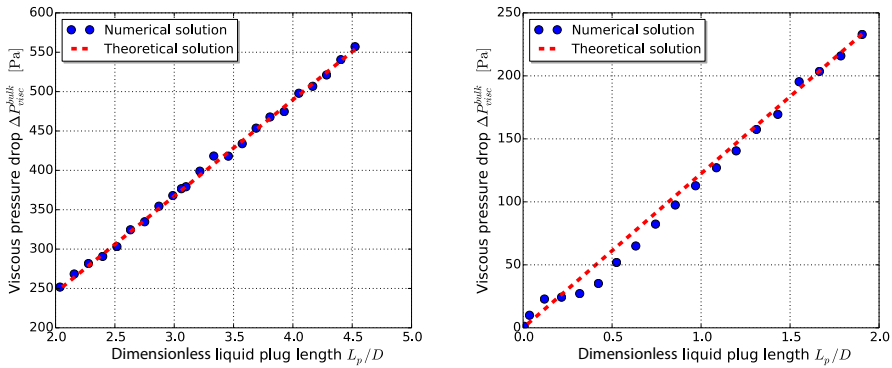 600
550
500
450
400
350
300
250
200
2.0 2.5 3.0 3.5 4.0 4.5 5.0
Viscous pressure drop ΔP_visc^bulk [Pa]
Dimensionless liquid plug length L_p/D
Numerical solution
Theoretical solution
250
200
150
100
50
0
0.0 0.5 1.0 1.5 2.0
Viscous pressure drop ΔP_visc^bulk [Pa]
Dimensionless liquid plug length L_p/D
Numerical solution
Theoretical solution